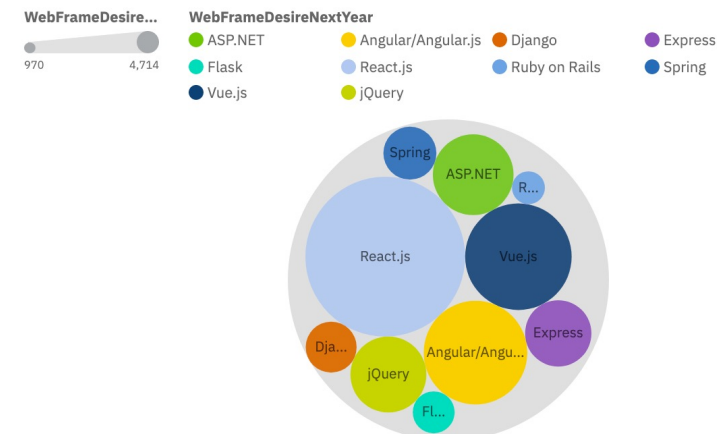 WebFrameDesire...
970 4,714
WebFrameDesireNextYear
ASP.NET Angular/Angular.js Django Express
Flask React.js Ruby on Rails Spring
Vue.js jQuery
Spring
ASP.NET
R...
React.js
Vue.js
Express
Dja...
Angular/Angu...
jQuery
Fl...